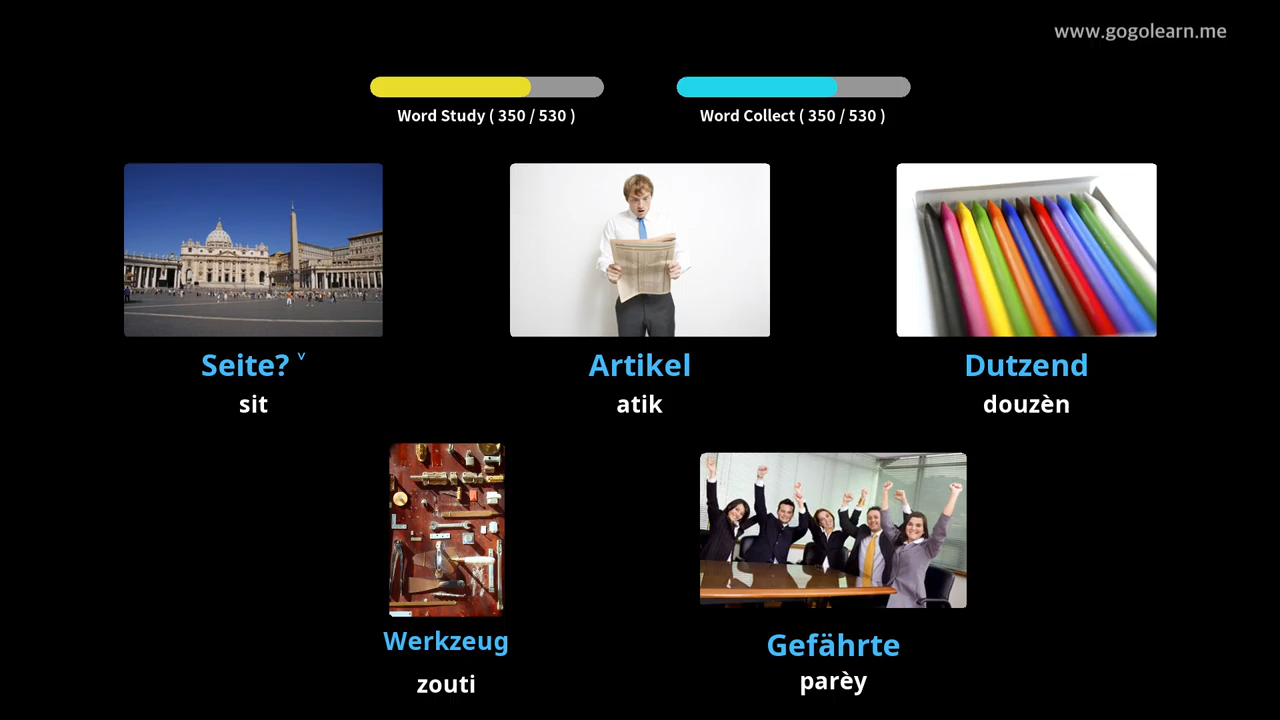 www.gogolearn.me
Word Study ( 350 / 530 )
Word Collect ( 350 / 530 )
Seite? ˅
Artikel
Dutzend
sit
atik
douzèn
Werkzeug
Gefährte
zouti
parèy